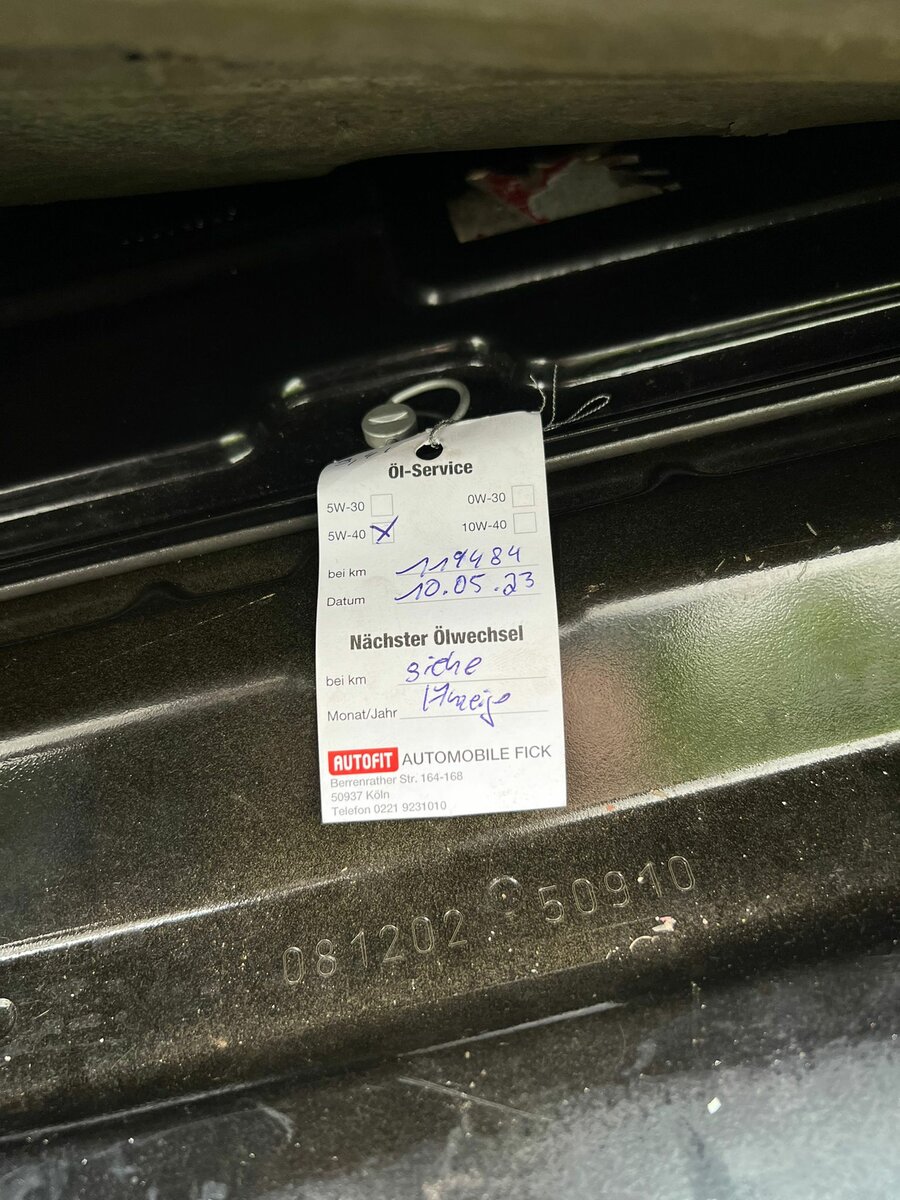 Öl-Service
5W-30 0W-30
5W-40 X 10W-40
bei km 119484
Datum 10.05.23
Nächster Ölwechsel
bei km siehe
Monat/Jahr Anzeige
AUTOFIT AUTOMOBILE FICK
Berrenrather Str. 164-168
50937 Köln
Telefon 0221 9231010
081202 50910